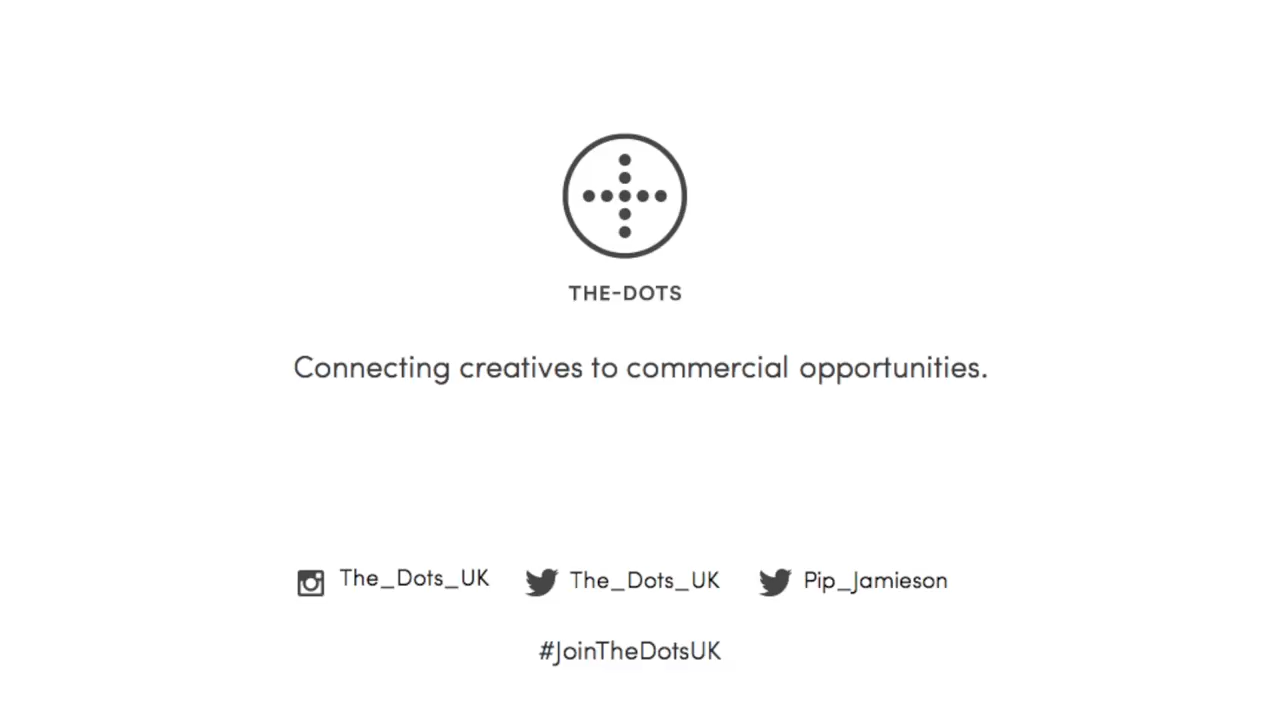 THE-DOTS
Connecting creatives to commercial opportunities.
The_Dots_UK The_Dots_UK Pip_Jamieson
#JoinTheDotsUK